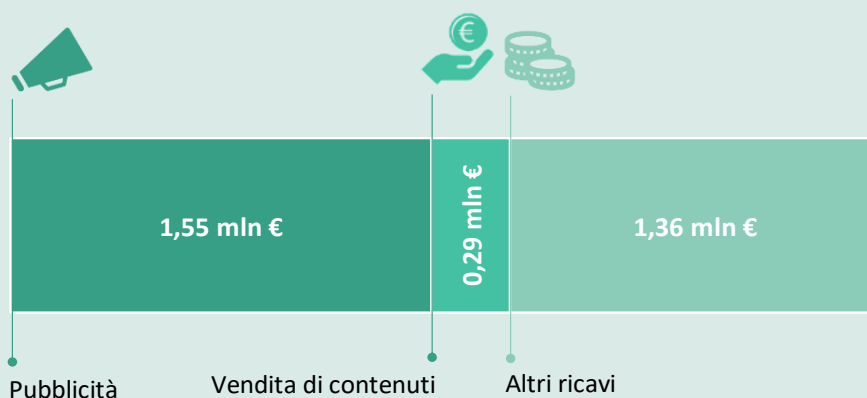 €
1,55 mln €
0,29 mln €
1,36 mln €
Pubblicità
Vendita di contenuti
Altri ricavi